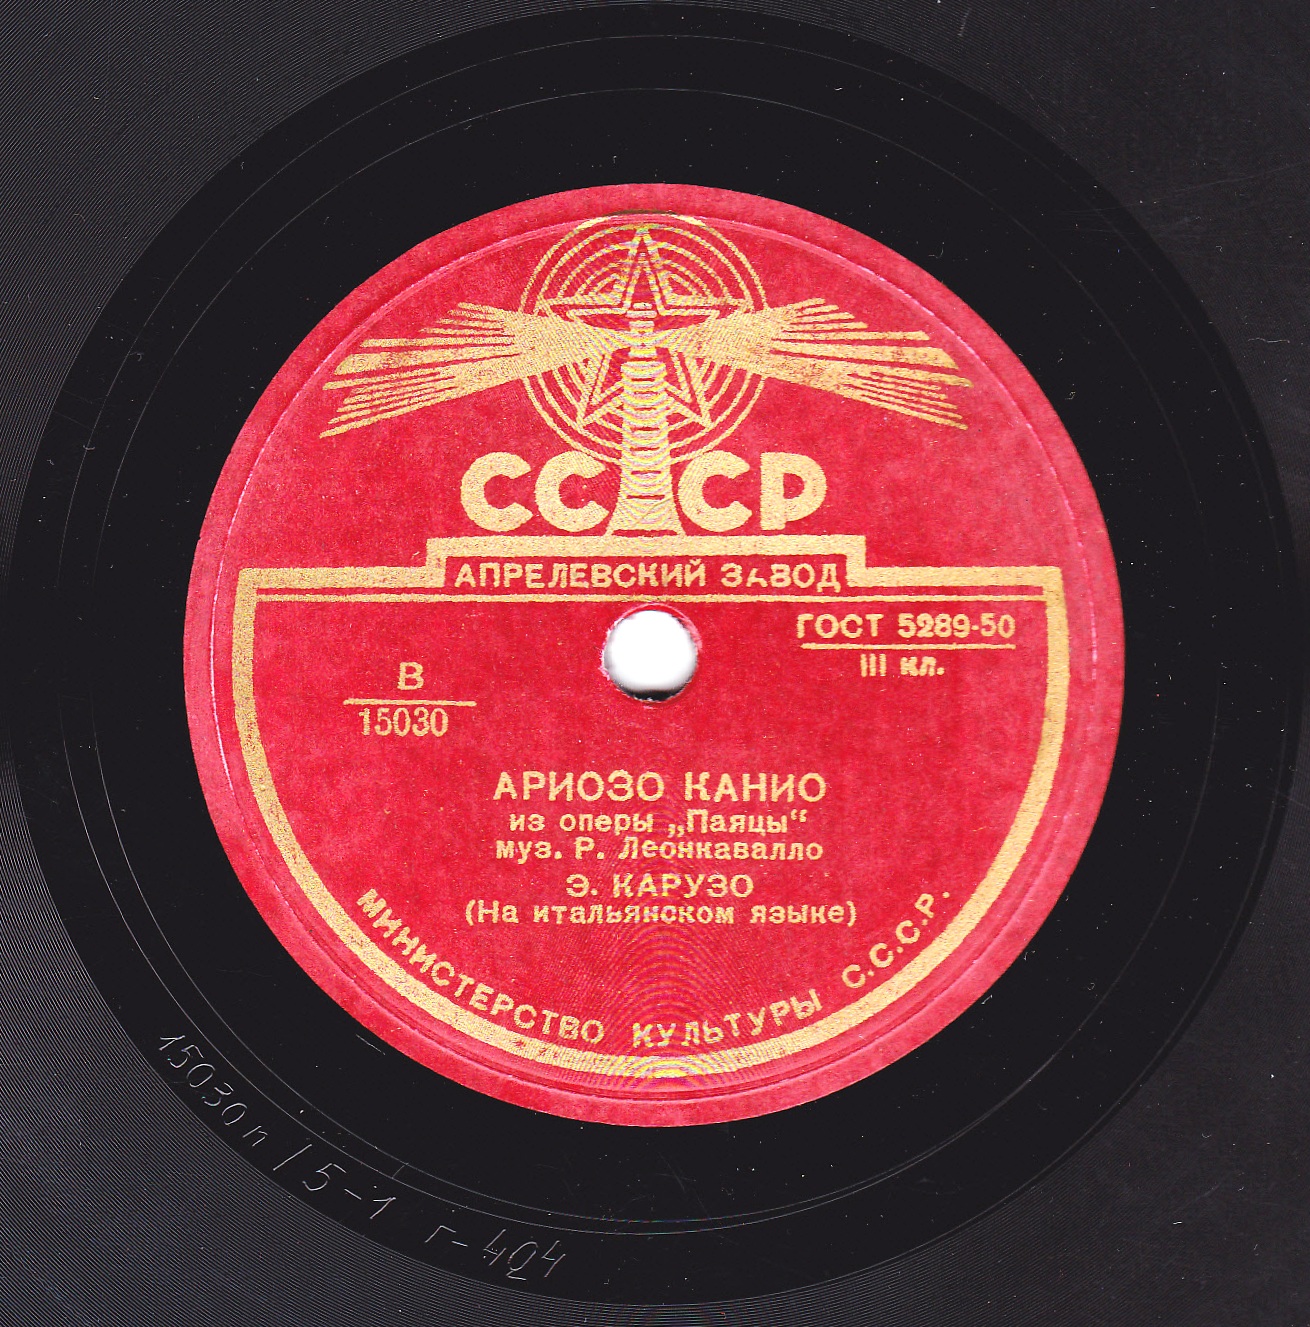 СССР
АПРЕЛЕВСКИЙ ЗАВОД
ГОСТ 5289-50
III кл.
В
15030
АРИОЗО КАНИО
из оперы „Паяцы“
муз. Р. Леонкавалло
Э. КАРУЗО
(На итальянском языке)
МИНИСТЕРСТВО КУЛЬТУРЫ С.С.С.Р.
15030п /5-1 г-424